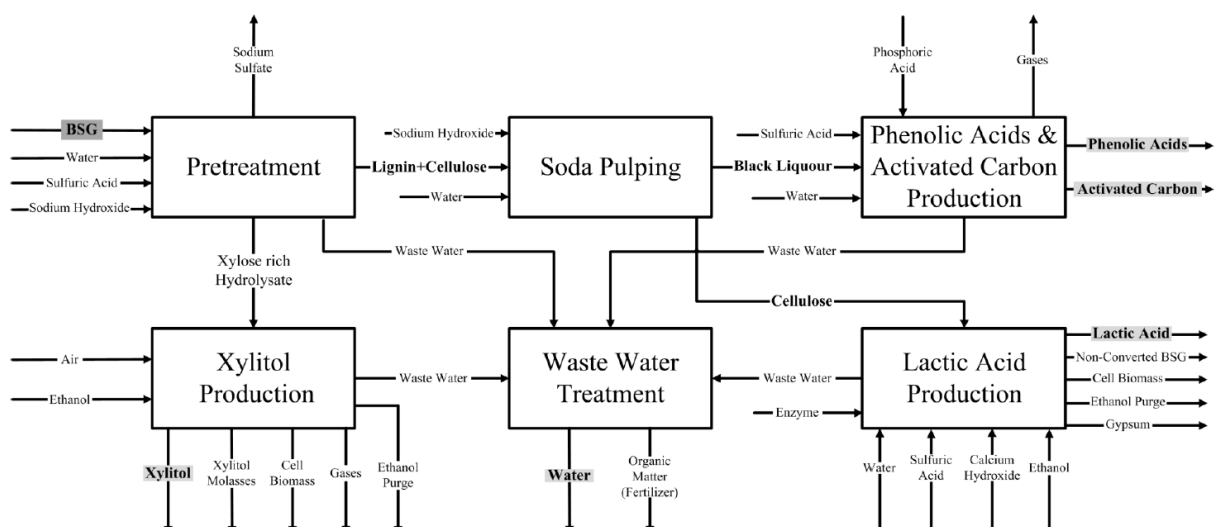 Sodium
Sulfate
Phosphoric
Acid
Gases
BSG
Water
Sulfuric Acid
Sodium Hydroxide
Pretreatment
Sodium Hydroxide
Lignin+Cellulose
Water
Soda Pulping
Sulfuric Acid
Black Liquour
Water
Phenolic Acids &
Activated Carbon
Production
Phenolic Acids
Activated Carbon
Xylose rich
Hydrolysate
Waste Water
Waste Water
Cellulose
Air
Ethanol
Xylitol
Production
Waste Water
Waste Water
Treatment
Waste Water
Enzyme
Lactic Acid
Production
Lactic Acid
Non-Converted BSG
Cell Biomass
Ethanol Purge
Gypsum
Xylitol
Xylitol
Molasses
Cell
Biomass
Gases
Ethanol
Purge
Water
Organic
Matter
(Fertilizer)
Water
Sulfuric
Acid
Calcium
Hydroxide
Ethanol